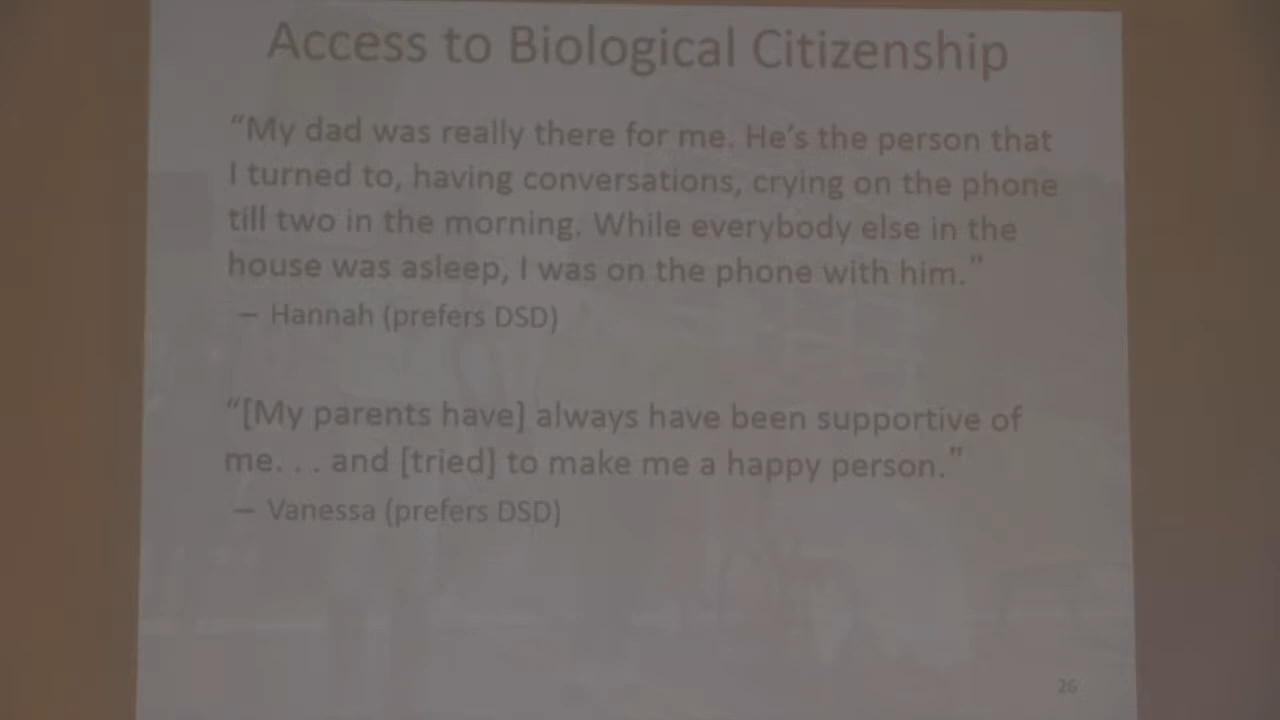 Access to Biological Citizenship
“My dad was really there for me. He’s the person that
I turned to, having conversations, crying on the phone
till two in the morning. While everybody else in the
house was asleep, I was on the phone with him.”
– Hannah (prefers DSD)
“[My parents have] always have been supportive of
me. . . and [tried] to make me a happy person.”
– Vanessa (prefers DSD)
26